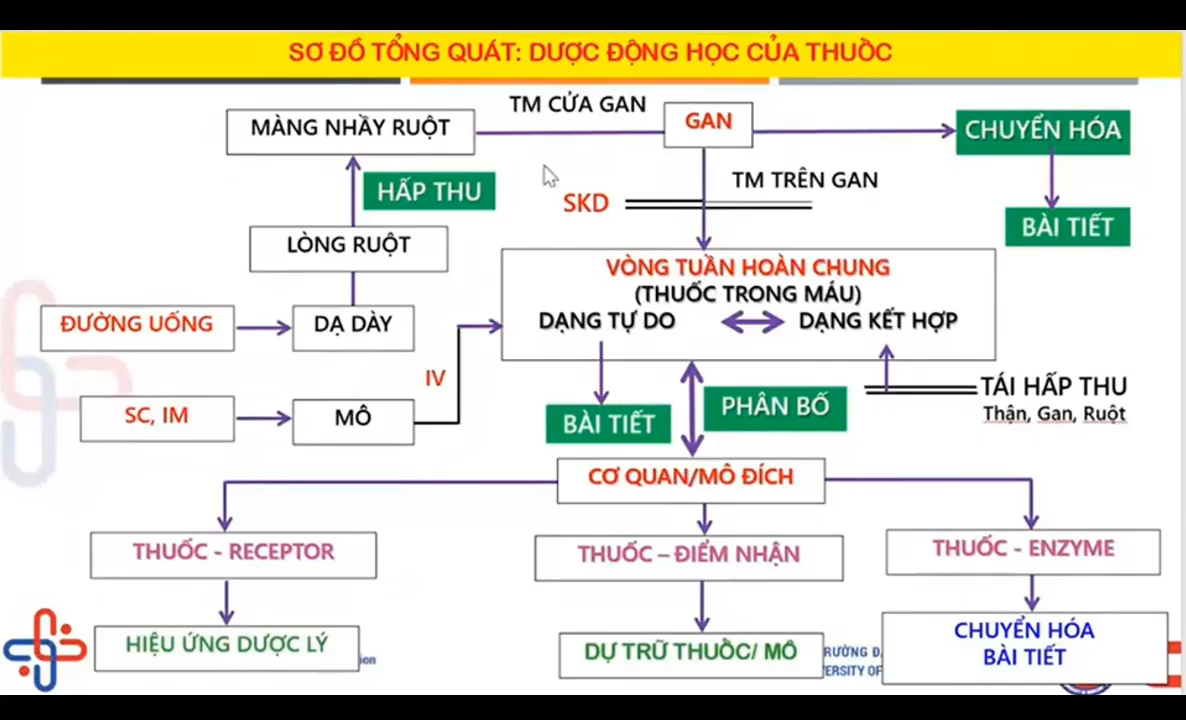 SƠ ĐỒ TỔNG QUÁT: DƯỢC ĐỘNG HỌC CỦA THUỐC
TM CỬA GAN
MÀNG NHẦY RUỘT
GAN
CHUYỂN HÓA
HẤP THU
TM TRÊN GAN
SKD
BÀI TIẾT
LÒNG RUỘT
VÒNG TUẦN HOÀN CHUNG
(THUỐC TRONG MÁU)
DẠNG TỰ DO
DẠNG KẾT HỢP
ĐƯỜNG UỐNG
DẠ DÀY
IV
TÁI HẤP THU
Thận, Gan, Ruột
SC, IM
MÔ
BÀI TIẾT
PHÂN BỐ
CƠ QUAN/MÔ ĐÍCH
THUỐC - RECEPTOR
THUỐC – ĐIỂM NHẬN
THUỐC - ENZYME
HIỆU ỨNG DƯỢC LÝ
DỰ TRỮ THUỐC/ MÔ
CHUYỂN HÓA
BÀI TIẾT